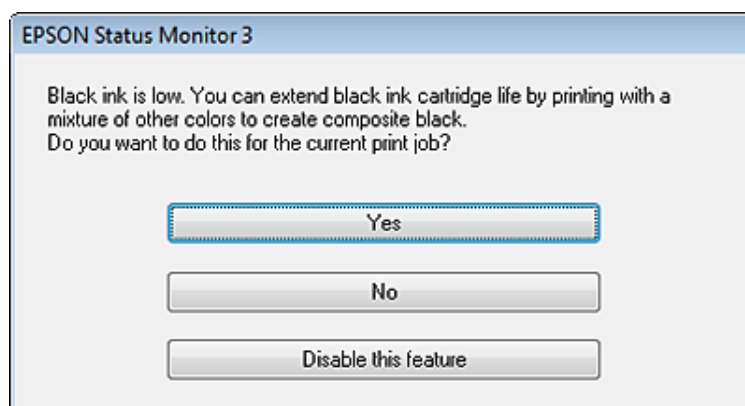 EPSON Status Monitor 3
Black ink is low. You can extend black ink cartridge life by printing with a
mixture of other colors to create composite black.
Do you want to do this for the current print job?
Yes
No
Disable this feature